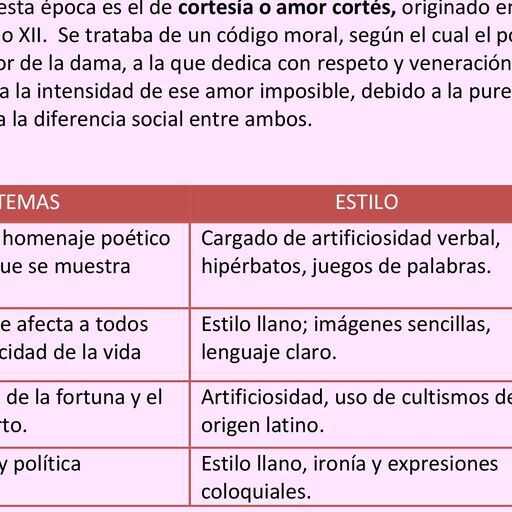 esta época es el de cortesía o amor cortés, originado en
o XII. Se trataba de un código moral, según el cual el po
or de la dama, a la que dedica con respeto y veneración
a la intensidad de ese amor imposible, debido a la pure
a la diferencia social entre ambos.
TEMAS ESTILO
homenaje poético Cargado de artificiosidad verbal,
ue se muestra hipérbatos, juegos de palabras.
e afecta a todos Estilo llano; imágenes sencillas,
cidad de la vida lenguaje claro.
de la fortuna y el Artificiosidad, uso de cultismos de
rto. origen latino.
y política Estilo llano, ironía y expresiones
coloquiales.